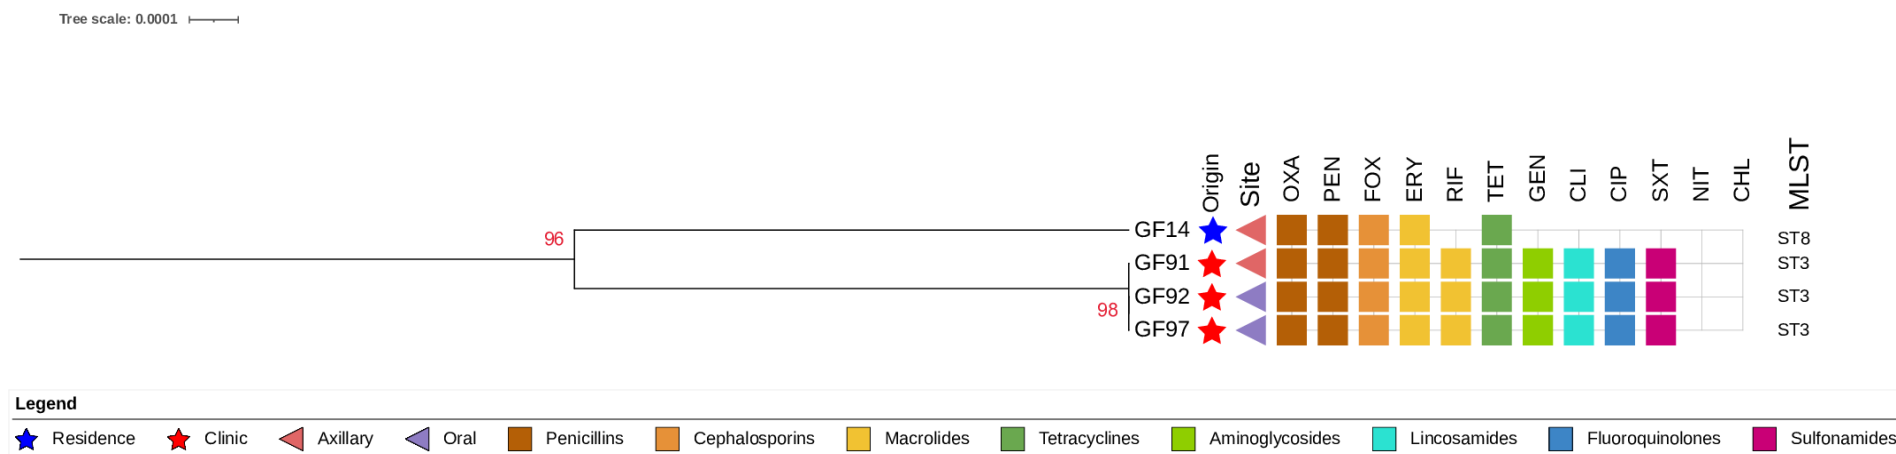 Tree scale: 0.0001
Origin Site OXA PEN FOX ERY RIF TET GEN CLI CIP SXT NIT CHL MLST
96
98
GF14 ST8
GF91 ST3
GF92 ST3
GF97 ST3
Legend
Residence Clinic Axillary Oral Penicillins Cephalosporins Macrolides Tetracyclines Aminoglycosides Lincosamides Fluoroquinolones Sulfonamides